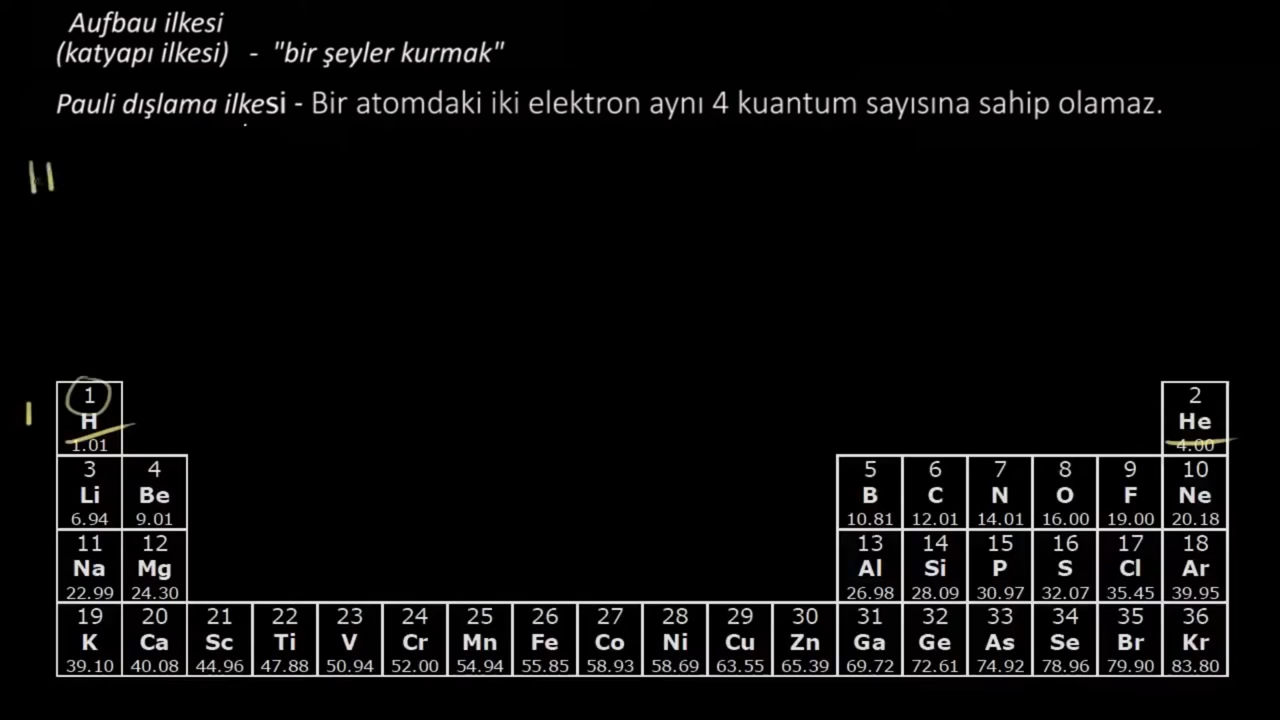 Aufbau ilkesi
(katyapı ilkesi) - "bir şeyler kurmak"
Pauli dışlama ilkesi - Bir atomdaki iki elektron aynı 4 kuantum sayısına sahip olamaz.
1 2
H He
1.01 4.00
3 4 5 6 7 8 9 10
Li Be B C N O F Ne
6.94 9.01 10.81 12.01 14.01 16.00 19.00 20.18
11 12 13 14 15 16 17 18
Na Mg Al Si P S Cl Ar
22.99 24.30 26.98 28.09 30.97 32.07 35.45 39.95
19 20 21 22 23 24 25 26 27 28 29 30 31 32 33 34 35 36
K Ca Sc Ti V Cr Mn Fe Co Ni Cu Zn Ga Ge As Se Br Kr
39.10 40.08 44.96 47.88 50.94 52.00 54.94 55.85 58.93 58.69 63.55 65.39 69.72 72.61 74.92 78.96 79.90 83.80